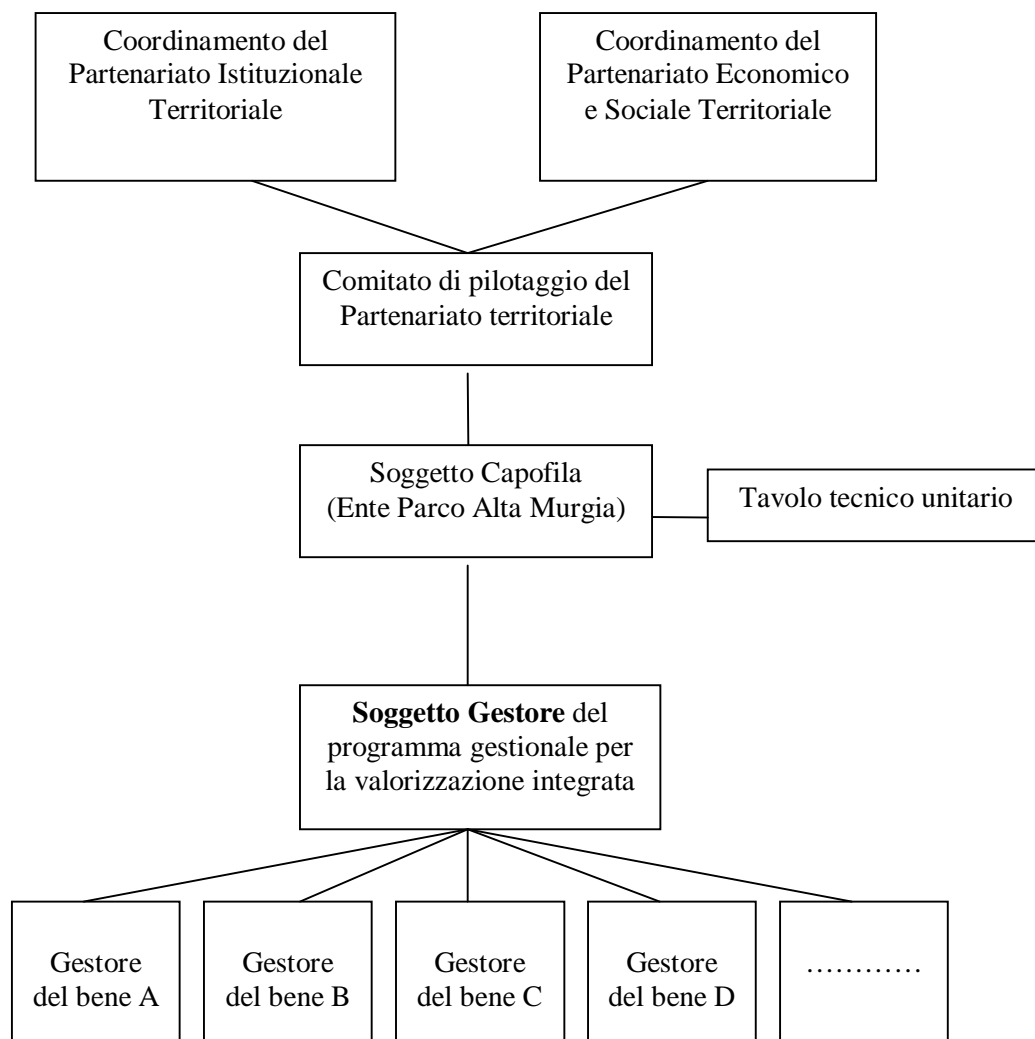 Coordinamento del
Partenariato Istituzionale
Territoriale
Coordinamento del
Partenariato Economico
e Sociale Territoriale
Comitato di pilotaggio del
Partenariato territoriale
Soggetto Capofila
(Ente Parco Alta Murgia)
Tavolo tecnico unitario
Soggetto Gestore del
programma gestionale per
la valorizzazione integrata
Gestore
del bene A
Gestore
del bene B
Gestore
del bene C
Gestore
del bene D
…………